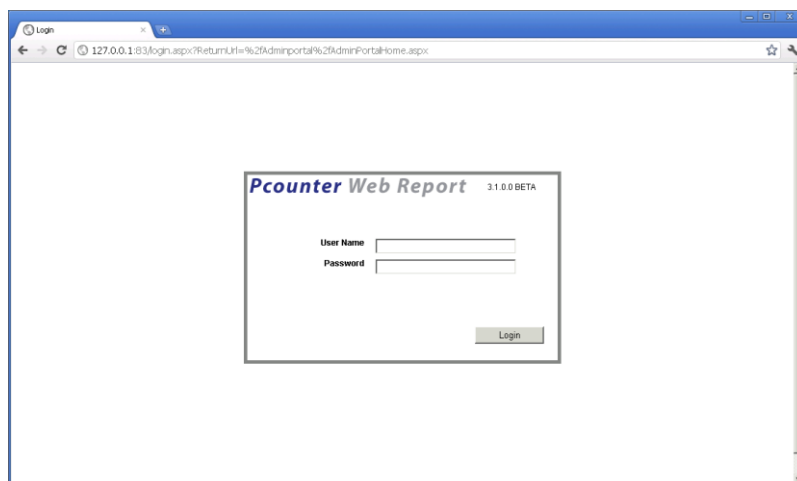 Login
127.0.0.1:83/login.aspx?ReturnUrl=%2fAdminportal%2fAdminPortalHome.aspx
Pcounter Web Report 3.1.0.0 BETA
User Name
Password
Login